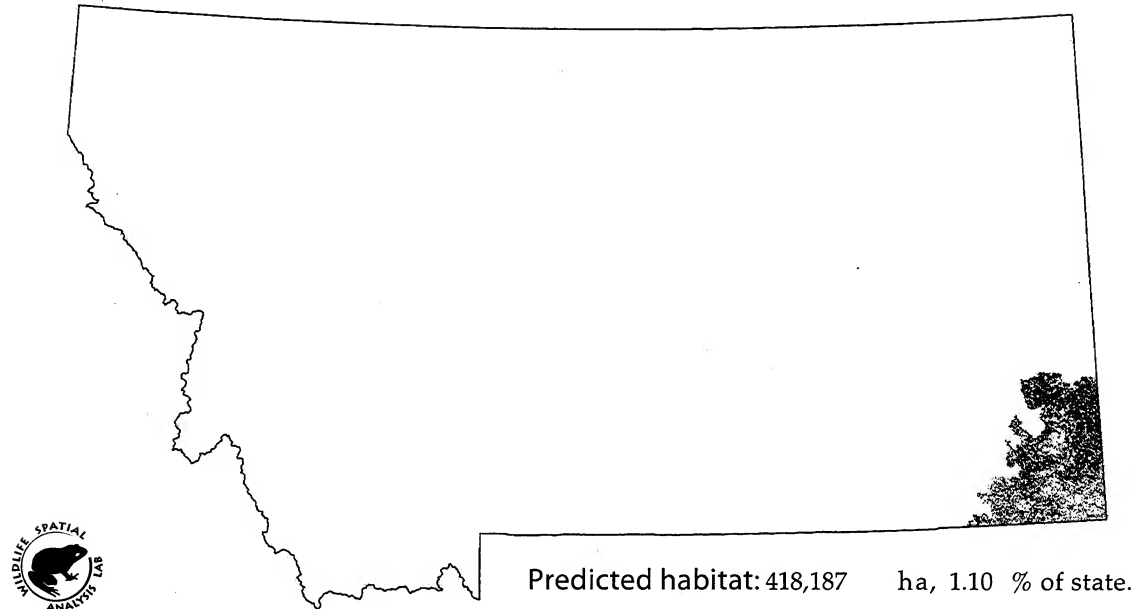 WILDLIFE SPATIAL
ANALYSIS LAB
Predicted habitat: 418,187 ha, 1.10 % of state.